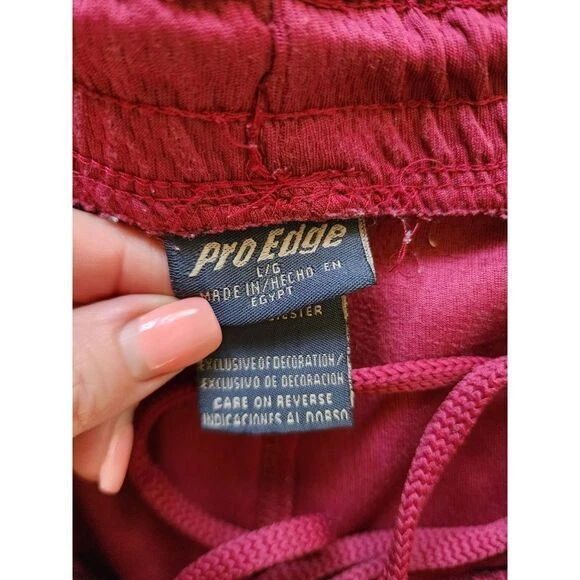 Pro Edge
L/G
MADE IN/HECHO EN
EGYPT
EXCLUSIVE OF DECORATION/
EXCLUSIVO DE DECORACION
CARE ON REVERSE
INDICACIONES AL DORSO